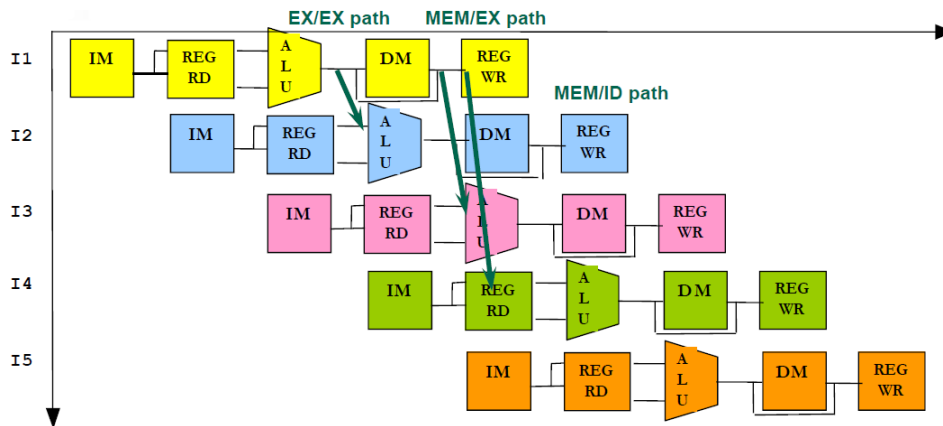 EX/EX path MEM/EX path
I1 IM REG RD A L U DM REG WR
MEM/ID path
I2 IM REG RD A L U DM REG WR
I3 IM REG RD A L U DM REG WR
I4 IM REG RD A L U DM REG WR
I5 IM REG RD A L U DM REG WR